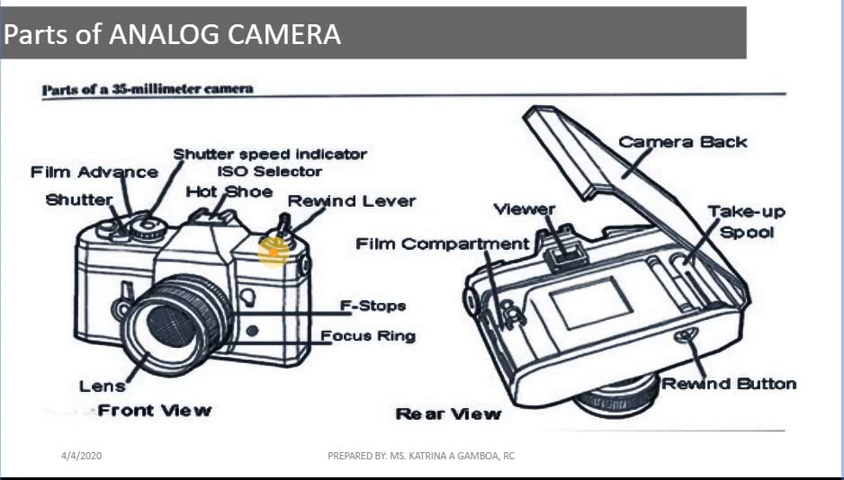 Parts of ANALOG CAMERA
Parts of a 35-millimeter camera
Shutter speed indicator
ISO Selector
Film Advance
Hot Shoe
Shutter
Rewind Lever
F-Stops
Focus Ring
Lens
Front View
Camera Back
Viewer
Take-up
Spool
Film Compartment
Rewind Button
Rear View
4/4/2020
PREPARED BY: MS. KATRINA A GAMBOA, RC